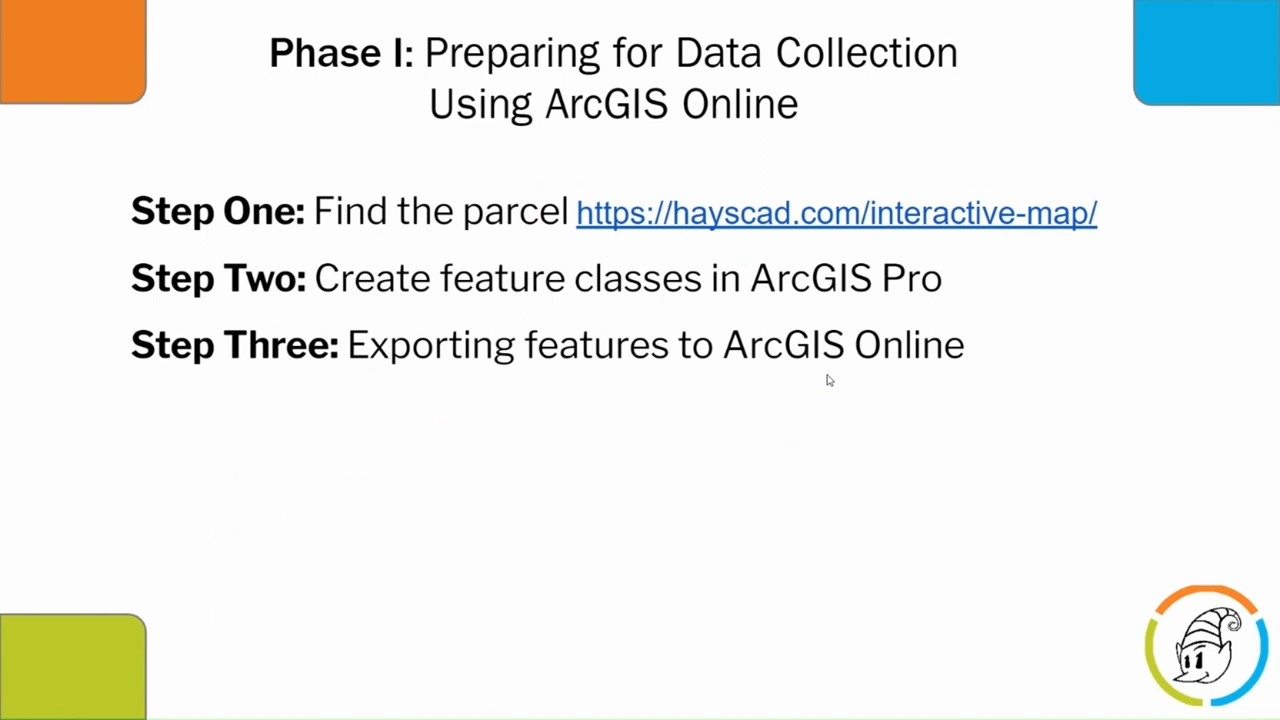 Phase I: Preparing for Data Collection
Using ArcGIS Online
Step One: Find the parcel https://hayscad.com/interactive-map/
Step Two: Create feature classes in ArcGIS Pro
Step Three: Exporting features to ArcGIS Online